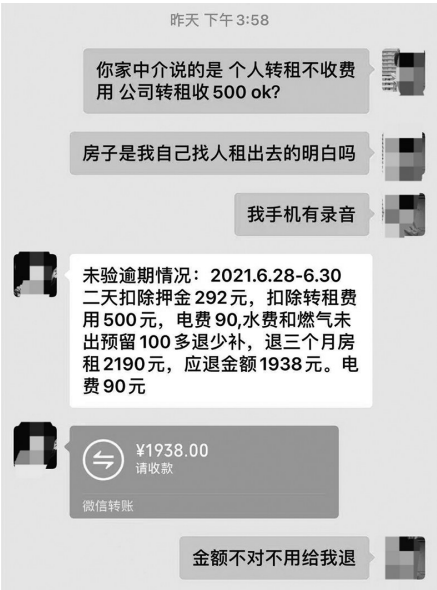 昨天 下午3:58
你家中介说的是 个人转租不收费
用 公司转租收500 ok?
房子是我自己找人租出去的明白吗
我手机有录音
未验逾期情况：2021.6.28-6.30
二天扣除押金292元，扣除转租费
用500元，电费90,水费和燃气未
出预留100多退少补，退三个月房
租2190元，应退金额1938元。电
费90元
¥1938.00
请收款
微信转账
金额不对不用给我退